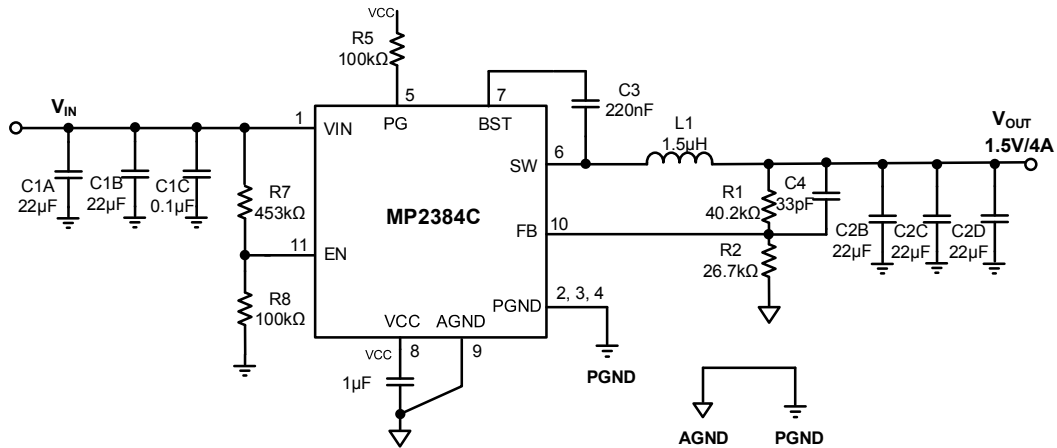 VCC
R5
100kΩ
5
7
C3
220nF
VIN
1
VIN
PG
BST
L1
1.5µH
VOUT
1.5V/4A
6
SW
C1A
22µF
C1B
22µF
C1C
0.1µF
R7
453kΩ
MP2384C
R1
40.2kΩ
C4
33pF
FB
10
C2B
22µF
C2C
22µF
C2D
22µF
11
EN
R2
26.7kΩ
R8
100kΩ
PGND
2, 3, 4
VCC
AGND
VCC
8
9
1µF
PGND
AGND
PGND